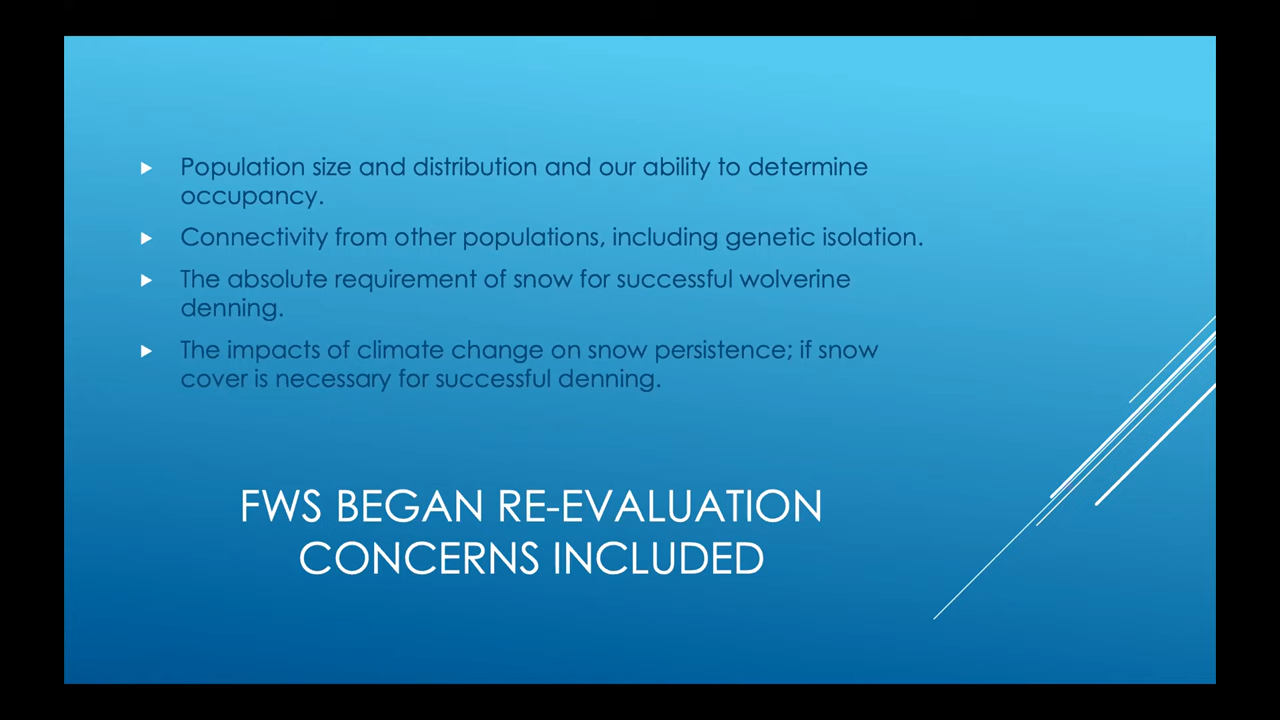 Population size and distribution and our ability to determine
occupancy.
Connectivity from other populations, including genetic isolation.
The absolute requirement of snow for successful wolverine
denning.
The impacts of climate change on snow persistence; if snow
cover is necessary for successful denning.
FWS BEGAN RE-EVALUATION
CONCERNS INCLUDED